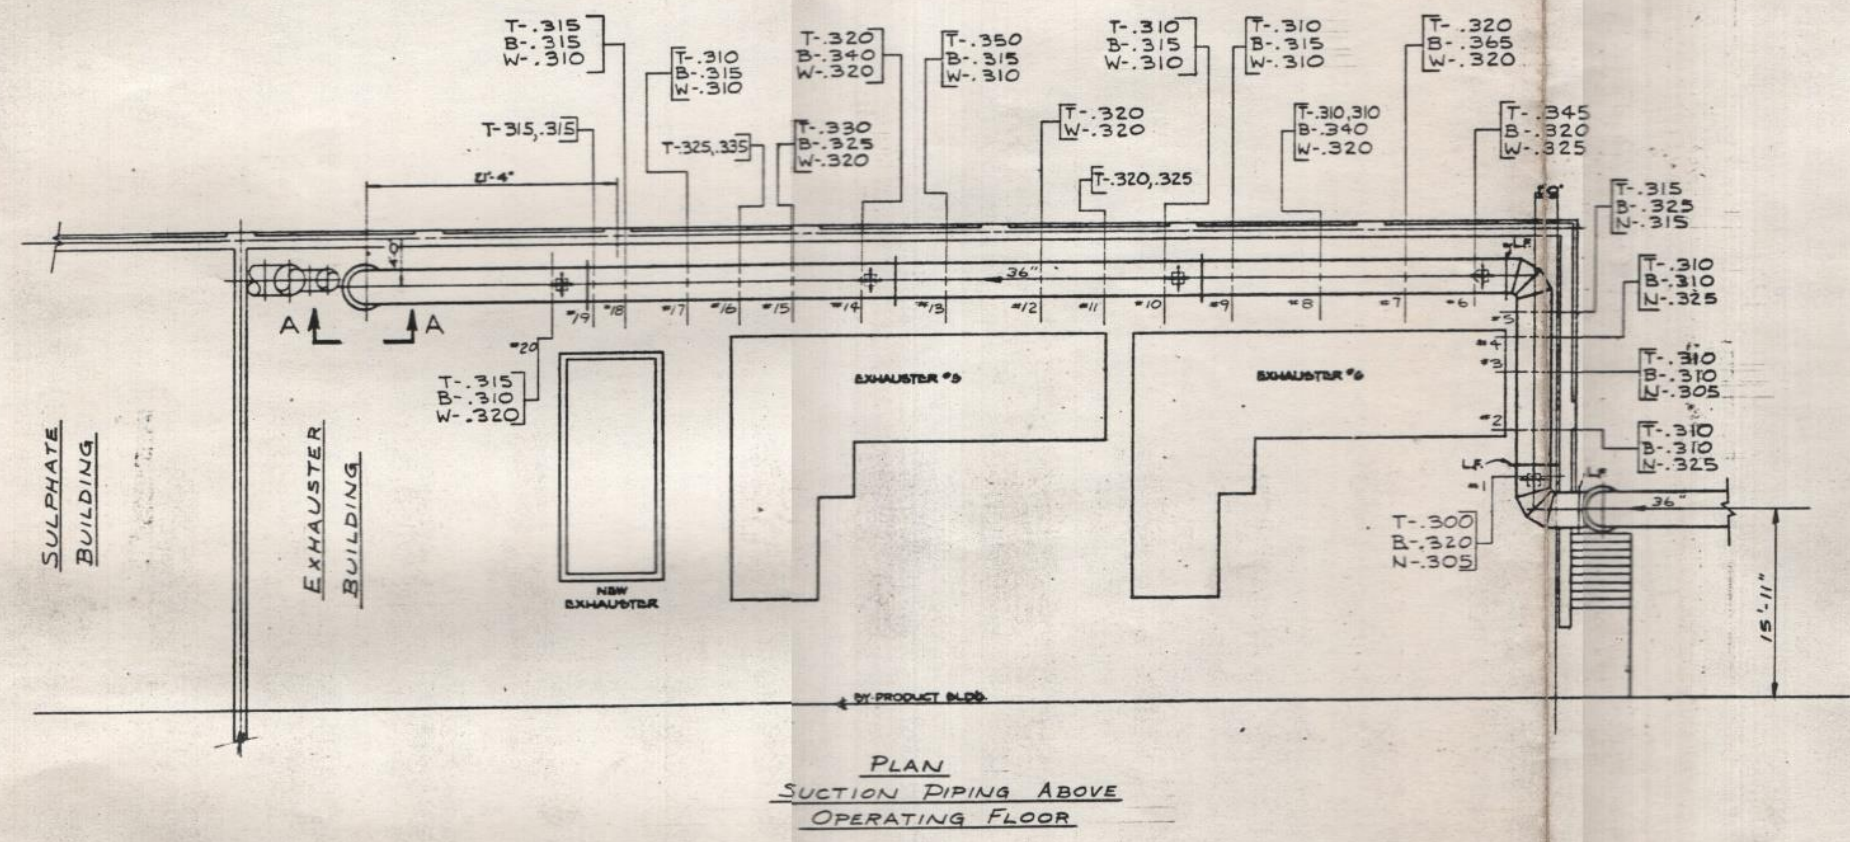 T-.315
B-.315
W-.310
T-.310
B-.315
W-.310
T-.320
B-.340
W-.320
T-.350
B-.315
W-.310
T-.310
B-.315
W-.310
T-.310
B-.315
W-.310
T-.320
B-.365
W-.320
T-315,.315
T-.325,.335
T-.330
B-.325
W-.320
T-.320
W-.320
T-.320,.325
T-.310,310
B-.340
W-.320
T-.345
B-.320
W-.325
21'-4"
T-.315
B-.325
N-.315
L.F.
T-.310
B-.310
N-.325
36"
#19 #18 #17 #16 #15 #14 #13 #12 #11 #10 #9 #8 #7 #6
#5
A A
#20
#4
#3
T-.310
B-.310
N-.305
T-.315
B-.310
W-.320
EXHAUSTER #5
EXHAUSTER #6
#2
T-.310
B-.310
N-.325
SULPHATE
BUILDING
EXHAUSTER
BUILDING
L.F.
#1
L.F.
36"
T-.300
B-.320
N-.305
NEW
EXHAUSTER
15'-11"
BY-PRODUCT BLDG.
PLAN
SUCTION PIPING ABOVE
OPERATING FLOOR